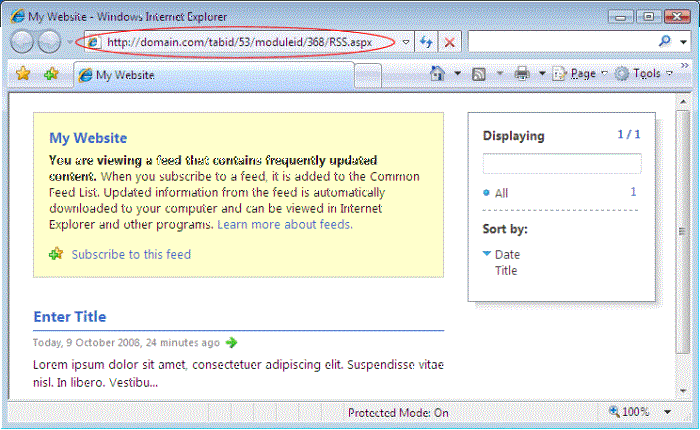 My Website - Windows Internet Explorer
http://domain.com/tabid/53/moduleid/368/RSS.aspx
My Website
Page
Tools
My Website
You are viewing a feed that contains frequently updated
content. When you subscribe to a feed, it is added to the Common
Feed List. Updated information from the feed is automatically
downloaded to your computer and can be viewed in Internet
Explorer and other programs. Learn more about feeds.
Subscribe to this feed
Displaying 1 / 1
All 1
Sort by:
Date
Title
Enter Title
Today, 9 October 2008, 24 minutes ago
Lorem ipsum dolor sit amet, consectetuer adipiscing elit. Suspendisse vitae
nisl. In libero. Vestibu...
Protected Mode: On
100%